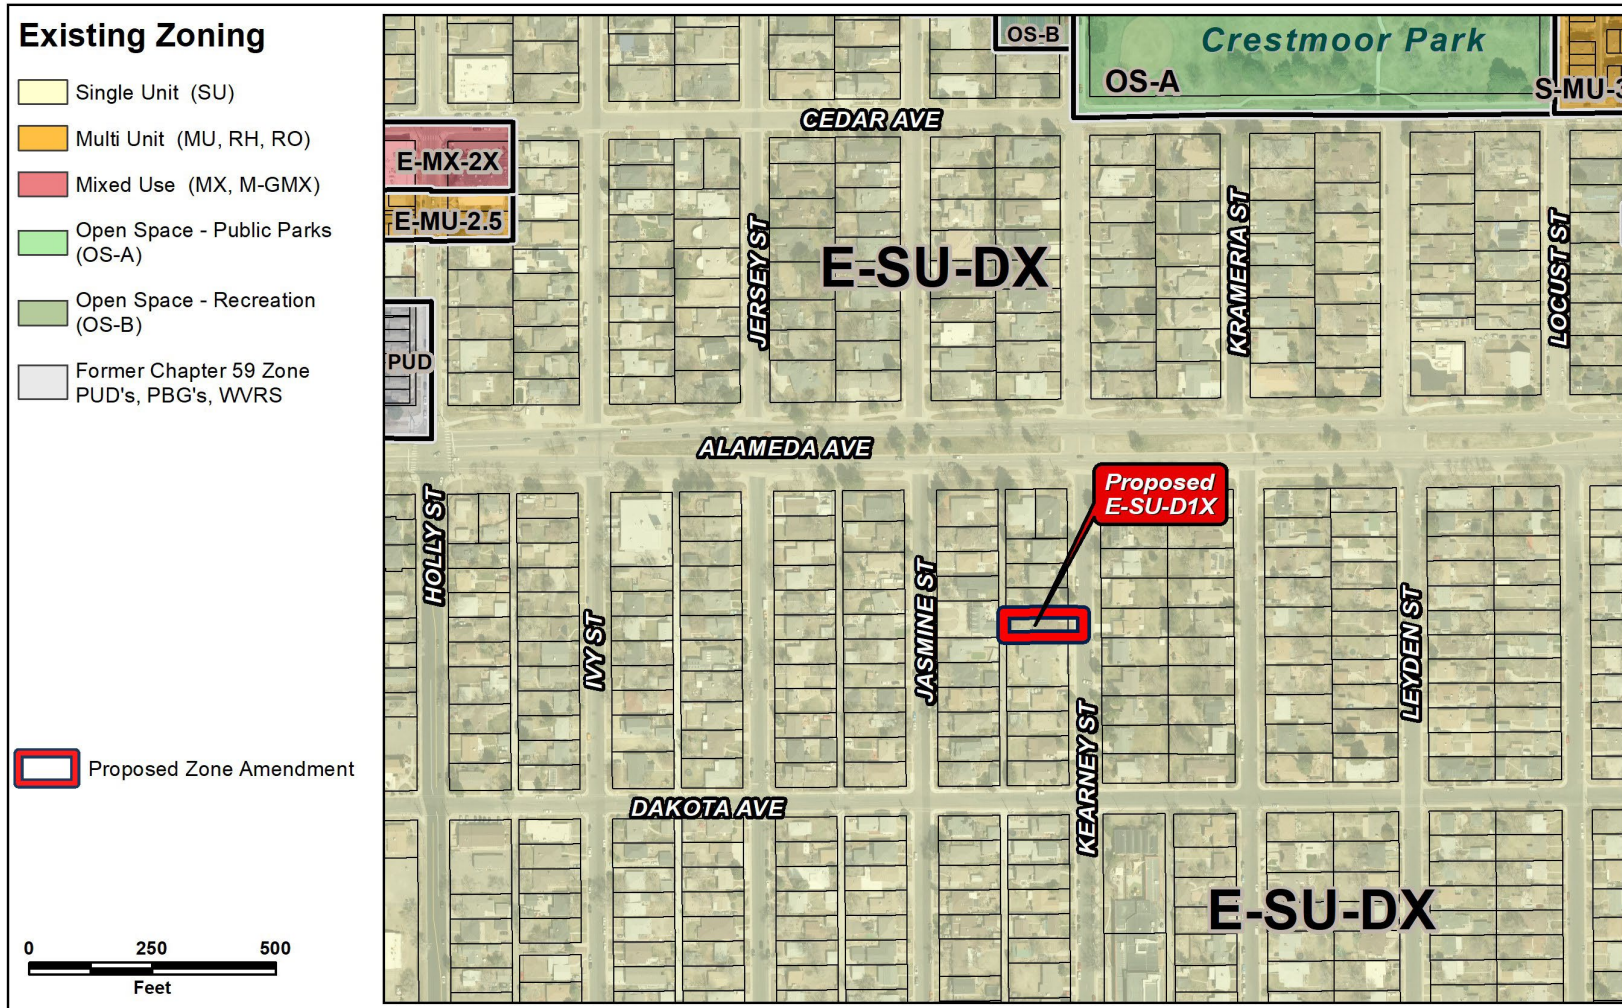 Existing Zoning
Single Unit (SU)
Multi Unit (MU, RH, RO)
Mixed Use (MX, M-GMX)
Open Space - Public Parks
(OS-A)
Open Space - Recreation
(OS-B)
Former Chapter 59 Zone
PUD's, PBG's, WVRS
Proposed Zone Amendment
0 250 500
Feet
OS-B
Crestmoor Park
OS-A
S-MU-3
CEDAR AVE
E-MX-2X
E-MU-2.5
JERSEY ST
E-SU-DX
KRAMERIA ST
LOCUST ST
PUD
ALAMEDA AVE
Proposed
E-SU-D1X
HOLLY ST
IVY ST
JASMINE ST
LEYDEN ST
KEARNEY ST
DAKOTA AVE
E-SU-DX